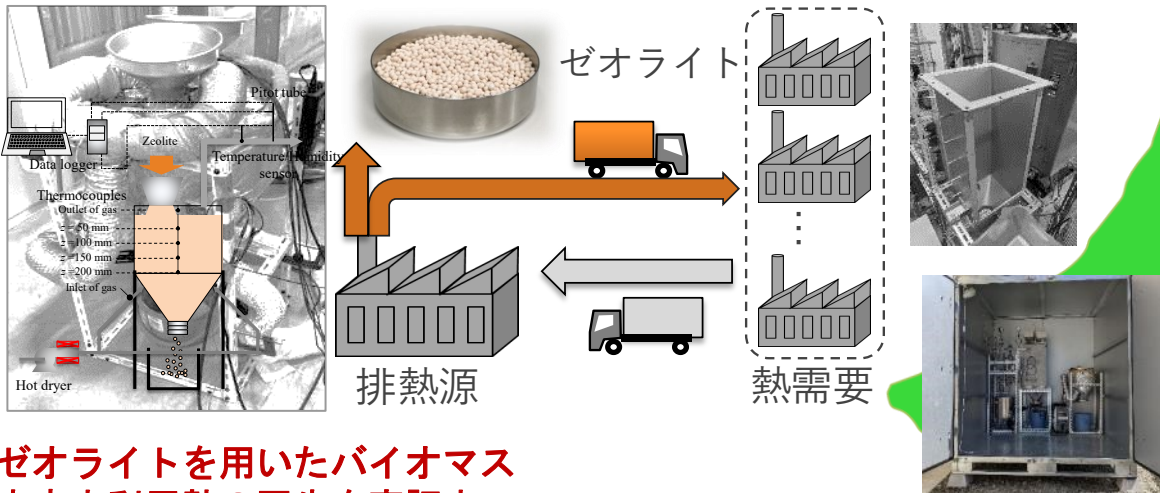 Pitot tube
Zeolite
Data logger
Temperature/Humidity
sensor
Thermocouples
Outlet of gas
z = 50 mm
z =100 mm
z =150 mm
z =200 mm
Inlet of gas
Hot dryer
ゼオライト
排熱源
熱需要
ゼオライトを用いたバイオマス